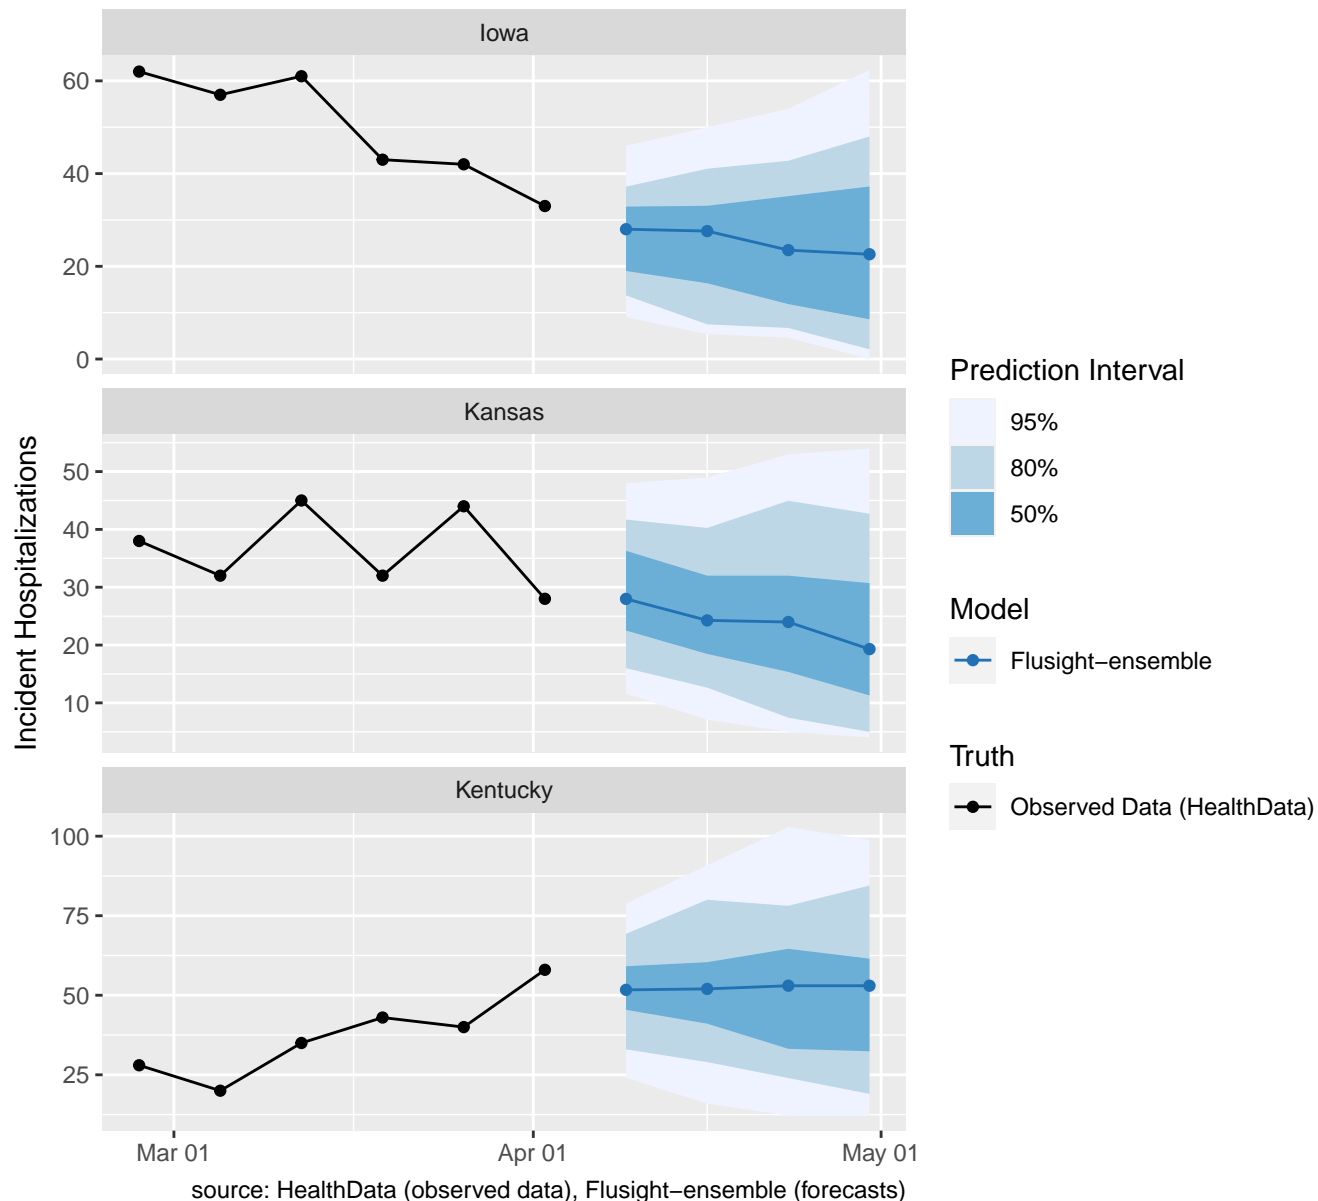 Iowa
60
40
20
0
Kansas
50
40
30
20
10
Kentucky
100
75
50
25
Mar 01
Apr 01
May 01
Incident Hospitalizations
source: HealthData (observed data), Flusight−ensemble (forecasts)
Prediction Interval
95%
80%
50%
Model
Flusight−ensemble
Truth
Observed Data (HealthData)